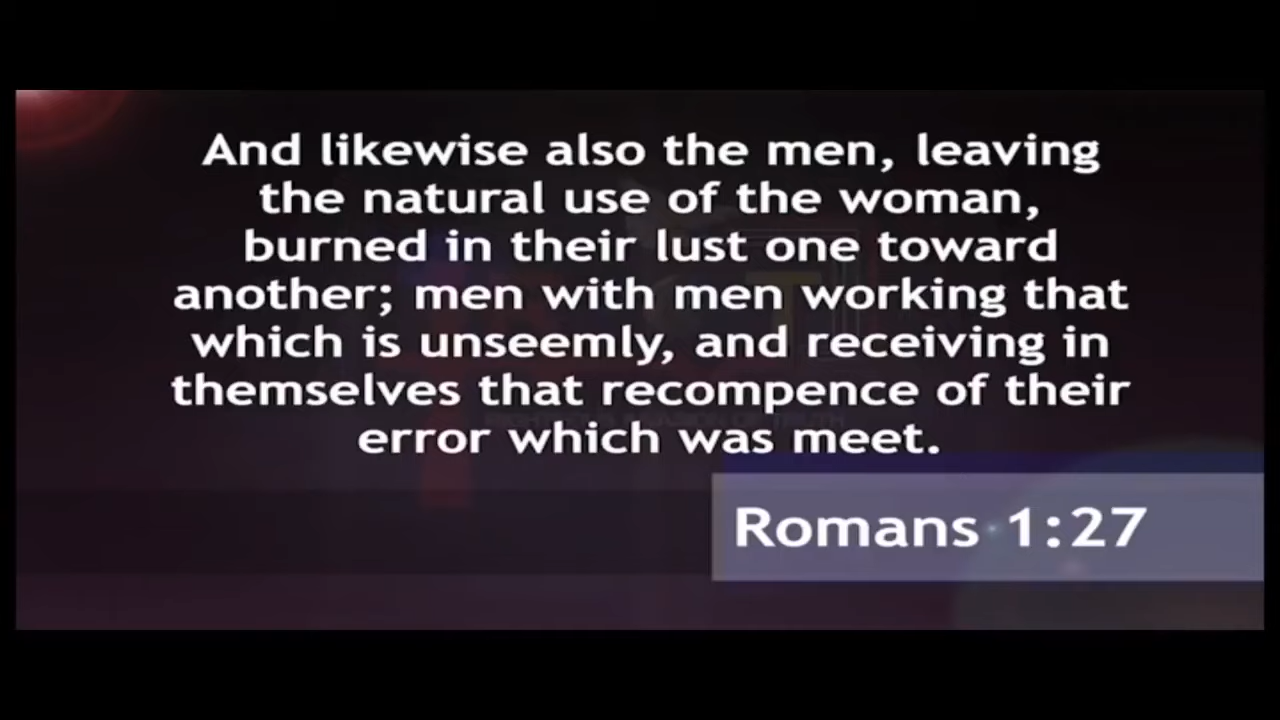 And likewise also the men, leaving
the natural use of the woman,
burned in their lust one toward
another; men with men working that
which is unseemly, and receiving in
themselves that recompence of their
error which was meet.
Romans 1:27